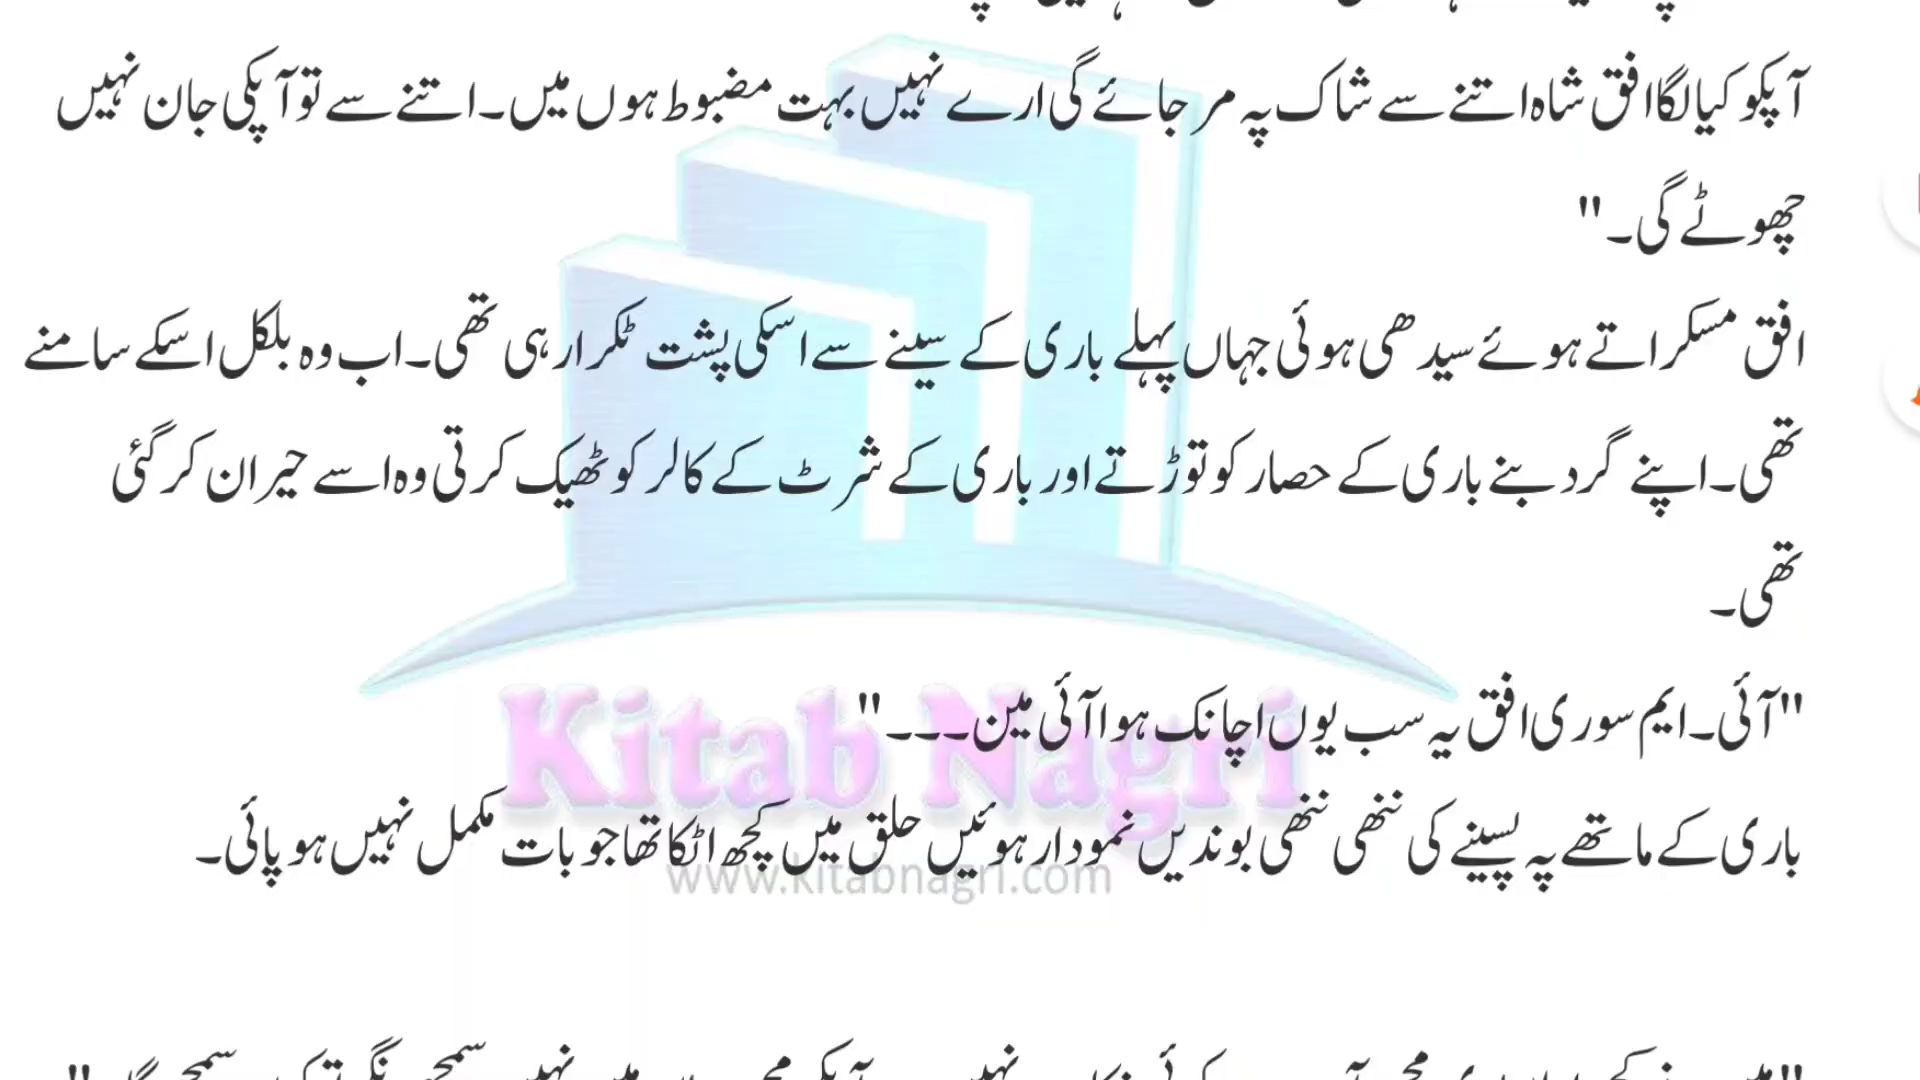 آپکو کیا لگا افق شاہ اتنے سے شاک پہ مر جائے گی ارے نہیں بہت مضبوط ہوں میں۔ اتنے سے تو آپکی جان نہیں
چھوٹے گی۔"
افق مسکراتے ہوئے سیدھی ہوئی جہاں پہلے باری کے سینے سے اسکی پشت ٹکرا رہی تھی۔ اب وہ بلکل اسکے سامنے
تھی۔ اپنے گرد بنے باری کے حصار کو توڑتے اور باری کے شرٹ کے کالر کو ٹھیک کرتی وہ اسے حیران کر گئی
تھی۔
"آئی۔ ایم سوری افق یہ سب یوں اچانک ہوا آئی مین۔۔۔۔"
Kitab Nagri
باری کے ماتھے پہ پسینے کی ننھی ننھی بوندیں نمودار ہوئیں حلق میں کچھ اٹکا تھا جو بات مکمل نہیں ہو پائی۔
www.kitabnagri.com